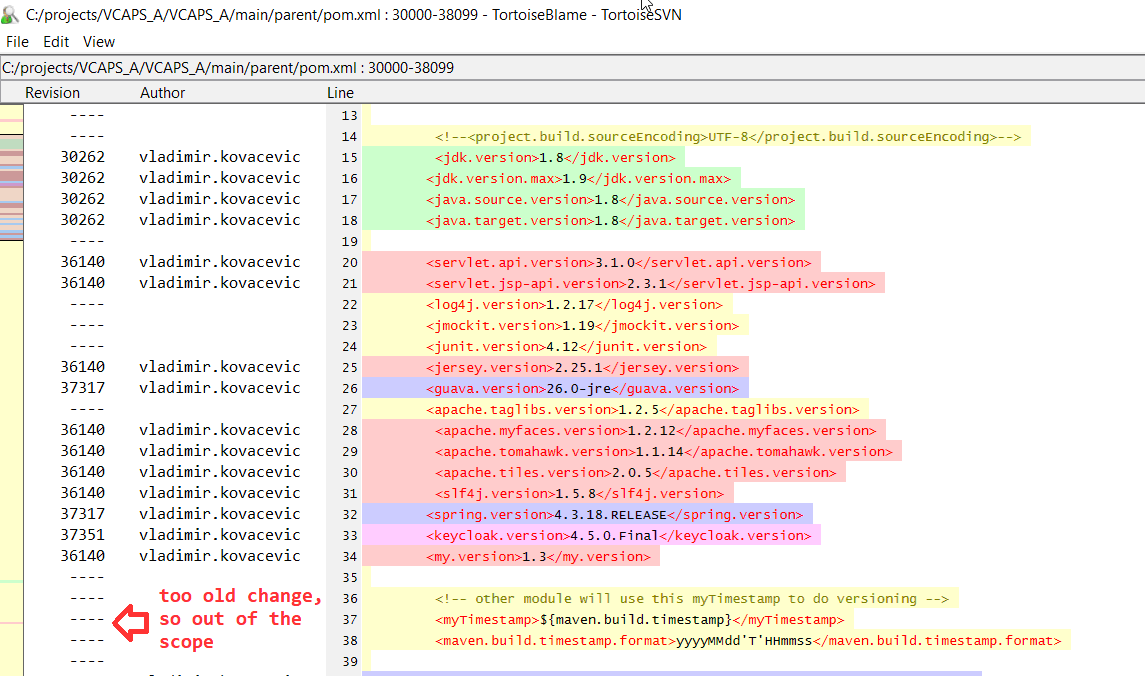 C:/projects/VCAPS_A/VCAPS_A/main/parent/pom.xml : 30000-38099 - TortoiseBlame - TortoiseSVN
File Edit View
C:/projects/VCAPS_A/VCAPS_A/main/parent/pom.xml : 30000-38099
Revision Author Line
---- 13
---- 14 <!--<project.build.sourceEncoding>UTF-8</project.build.sourceEncoding>-->
30262 vladimir.kovacevic 15 <jdk.version>1.8</jdk.version>
30262 vladimir.kovacevic 16 <jdk.version.max>1.9</jdk.version.max>
30262 vladimir.kovacevic 17 <java.source.version>1.8</java.source.version>
30262 vladimir.kovacevic 18 <java.target.version>1.8</java.target.version>
---- 19
36140 vladimir.kovacevic 20 <servlet.api.version>3.1.0</servlet.api.version>
36140 vladimir.kovacevic 21 <servlet.jsp-api.version>2.3.1</servlet.jsp-api.version>
---- 22 <log4j.version>1.2.17</log4j.version>
---- 23 <jmockit.version>1.19</jmockit.version>
---- 24 <junit.version>4.12</junit.version>
36140 vladimir.kovacevic 25 <jersey.version>2.25.1</jersey.version>
37317 vladimir.kovacevic 26 <guava.version>26.0-jre</guava.version>
---- 27 <apache.taglibs.version>1.2.5</apache.taglibs.version>
36140 vladimir.kovacevic 28 <apache.myfaces.version>1.2.12</apache.myfaces.version>
36140 vladimir.kovacevic 29 <apache.tomahawk.version>1.1.14</apache.tomahawk.version>
36140 vladimir.kovacevic 30 <apache.tiles.version>2.0.5</apache.tiles.version>
36140 vladimir.kovacevic 31 <slf4j.version>1.5.8</slf4j.version>
37317 vladimir.kovacevic 32 <spring.version>4.3.18.RELEASE</spring.version>
37351 vladimir.kovacevic 33 <keycloak.version>4.5.0.Final</keycloak.version>
36140 vladimir.kovacevic 34 <my.version>1.3</my.version>
---- 35
---- 36 <!-- other module will use this myTimestamp to do versioning -->
---- 37 <myTimestamp>${maven.build.timestamp}</myTimestamp>
---- 38 <maven.build.timestamp.format>yyyyMMdd'T'HHmmss</maven.build.timestamp.format>
---- 39
too old change,
so out of the
scope